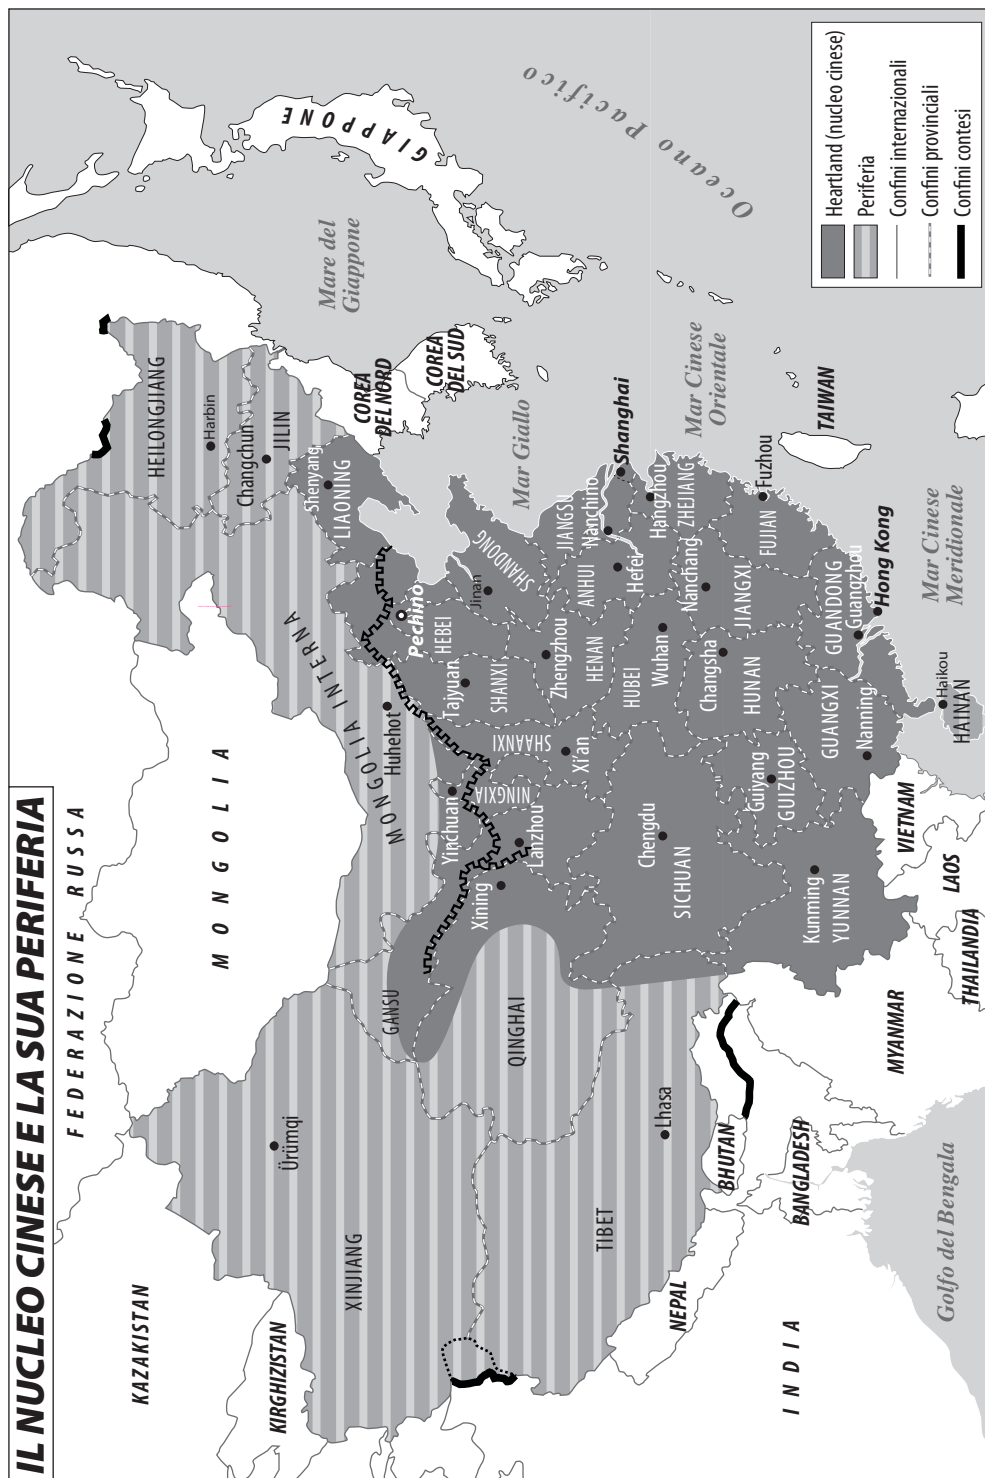 IL NUCLEO CINESE E LA SUA PERIFERIA
FEDERAZIONE RUSSA
KAZAKISTAN
MONGOLIA
KIRGHIZISTAN
Ürümqi
XINJIANG
HEILONGJIANG
Harbin
Changchun
JILIN
Shenyang
LIAONING
MONGOLIA INTERNA
Huhehot
GANSU
QINGHAI
TIBET
Lhasa
Xining
Lanzhou
Yinchuan
NINGXIA
SHAANXI
Xi'an
Tajyuan
SHANXI
Pechino
HEBEI
Jinan
SHANDONG
Zhengzhou
HENAN
JIANGSU
Nanchino
ANHUI
Hefei
Shanghai
Hangzhou
ZHEJIANG
HUBEI
Wuhan
Chengdu
SICHUAN
Changsha
HUNAN
Nanchang
JIANGXI
Fuzhou
FUJIAN
Guiyang
GUIZHOU
Kunming
YUNNAN
GUANGXI
Nanning
GUANDONG
Guangzhou
Hong Kong
Haikou
HAINAN
TAIWAN
COREA
DEL NORD
COREA
DEL SUD
GIAPPONE
Mare del
Giappone
Mar Giallo
Mar Cinese
Orientale
Oceano Pacifico
Mar Cinese
Meridionale
NEPAL
BHUTAN
BANGLADESH
INDIA
Golfo del Bengala
MYANMAR
THAILANDIA
LAOS
VIETNAM
Heartland (nucleo cinese)
Periferia
Confini internazionali
Confini provinciali
Confini contesi